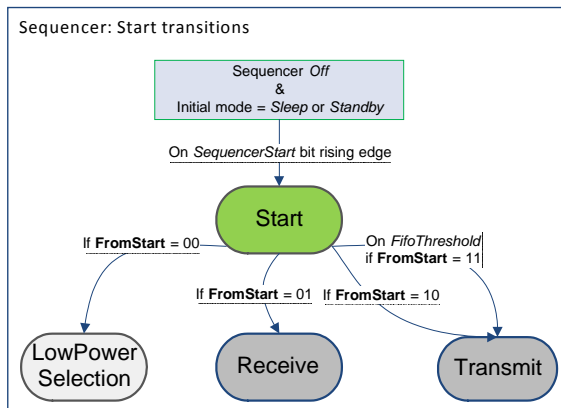 Sequencer: Start transitions
Sequencer Off
&
Initial mode = Sleep or Standby
On SequencerStart bit rising edge
Start
If FromStart = 00
On FifoThreshold
if FromStart = 11
If FromStart = 01
If FromStart = 10
LowPower
Selection
Receive
Transmit